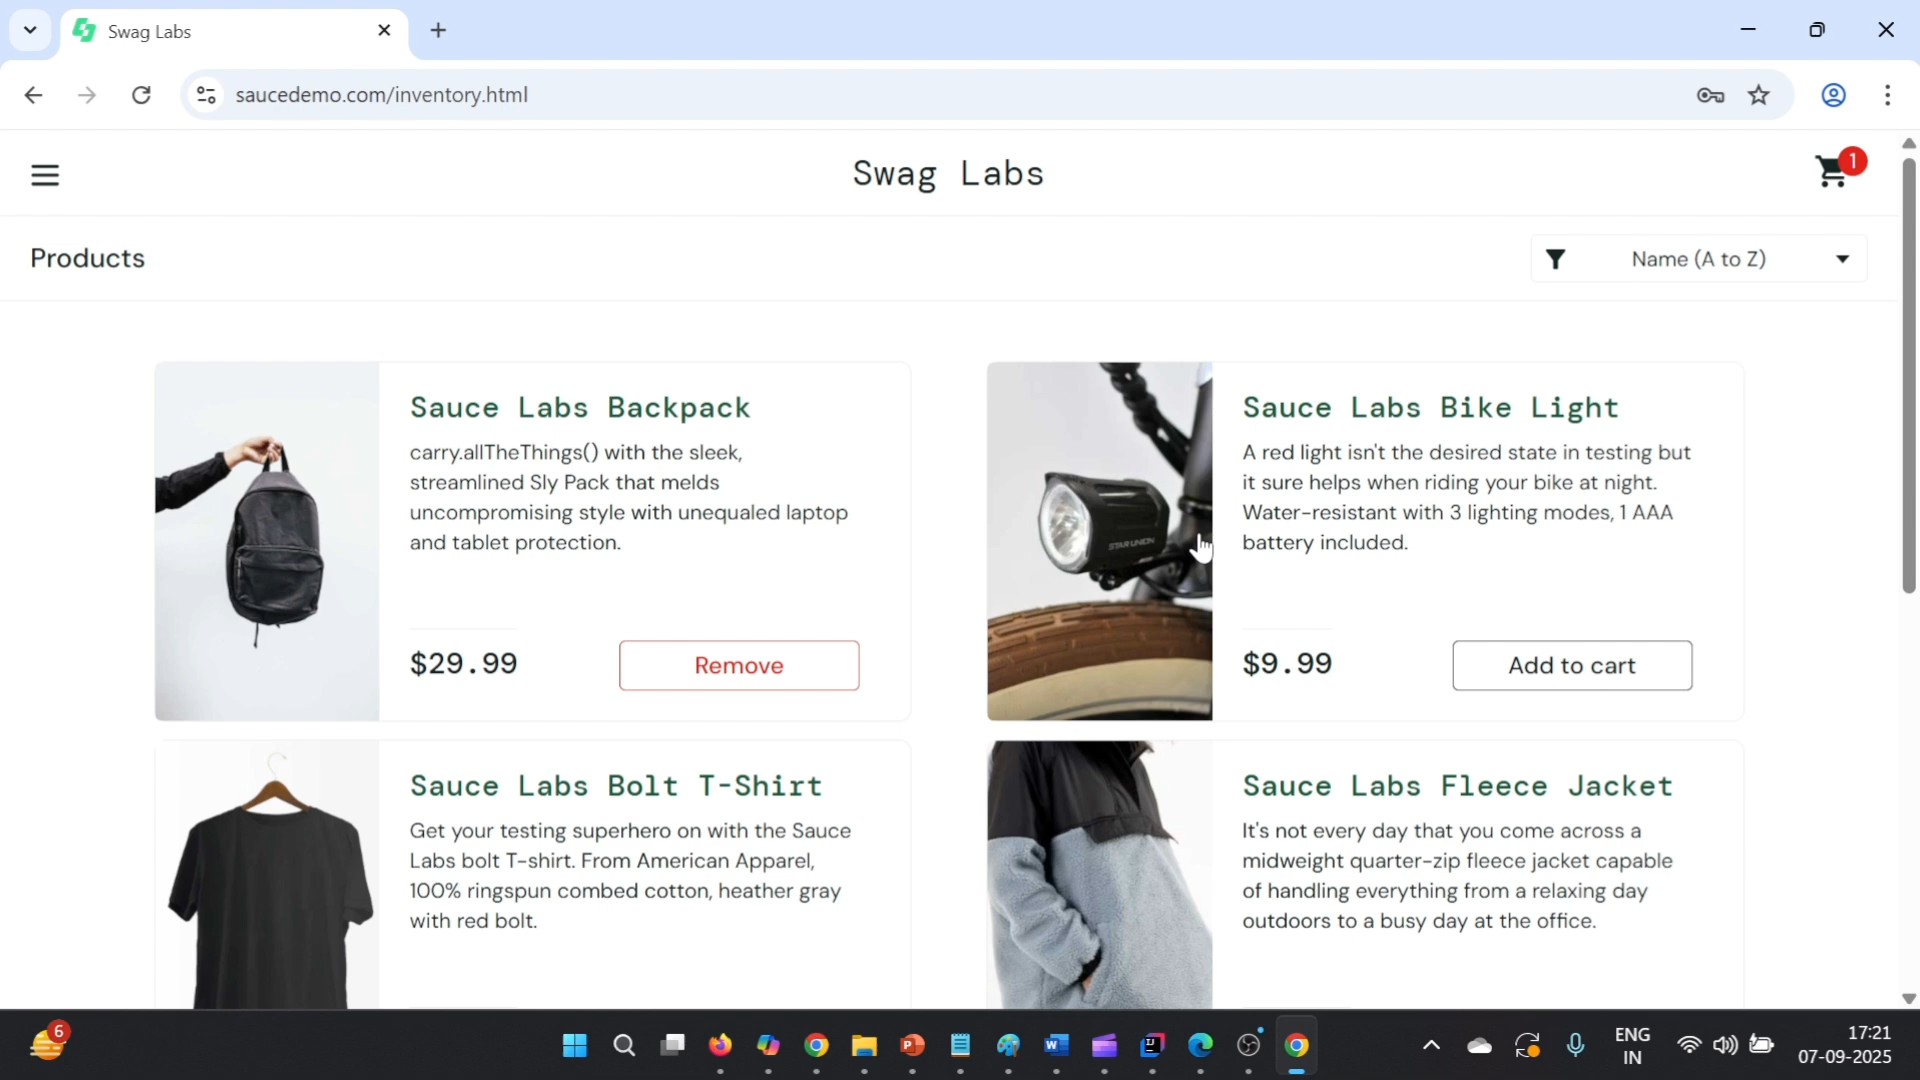 Swag Labs
saucedemo.com/inventory.html
Swag Labs
1
Products
Name (A to Z)
Sauce Labs Backpack
carry.allTheThings() with the sleek,
streamlined Sly Pack that melds
uncompromising style with unequaled laptop
and tablet protection.
$29.99
Remove
STAR UNION
Sauce Labs Bike Light
A red light isn't the desired state in testing but
it sure helps when riding your bike at night.
Water-resistant with 3 lighting modes, 1 AAA
battery included.
$9.99
Add to cart
Sauce Labs Bolt T-Shirt
Get your testing superhero on with the Sauce
Labs bolt T-shirt. From American Apparel,
100% ringspun combed cotton, heather gray
with red bolt.
Sauce Labs Fleece Jacket
It's not every day that you come across a
midweight quarter-zip fleece jacket capable
of handling everything from a relaxing day
outdoors to a busy day at the office.
6
P
W
IJ
ENG
IN
17:21
07-09-2025